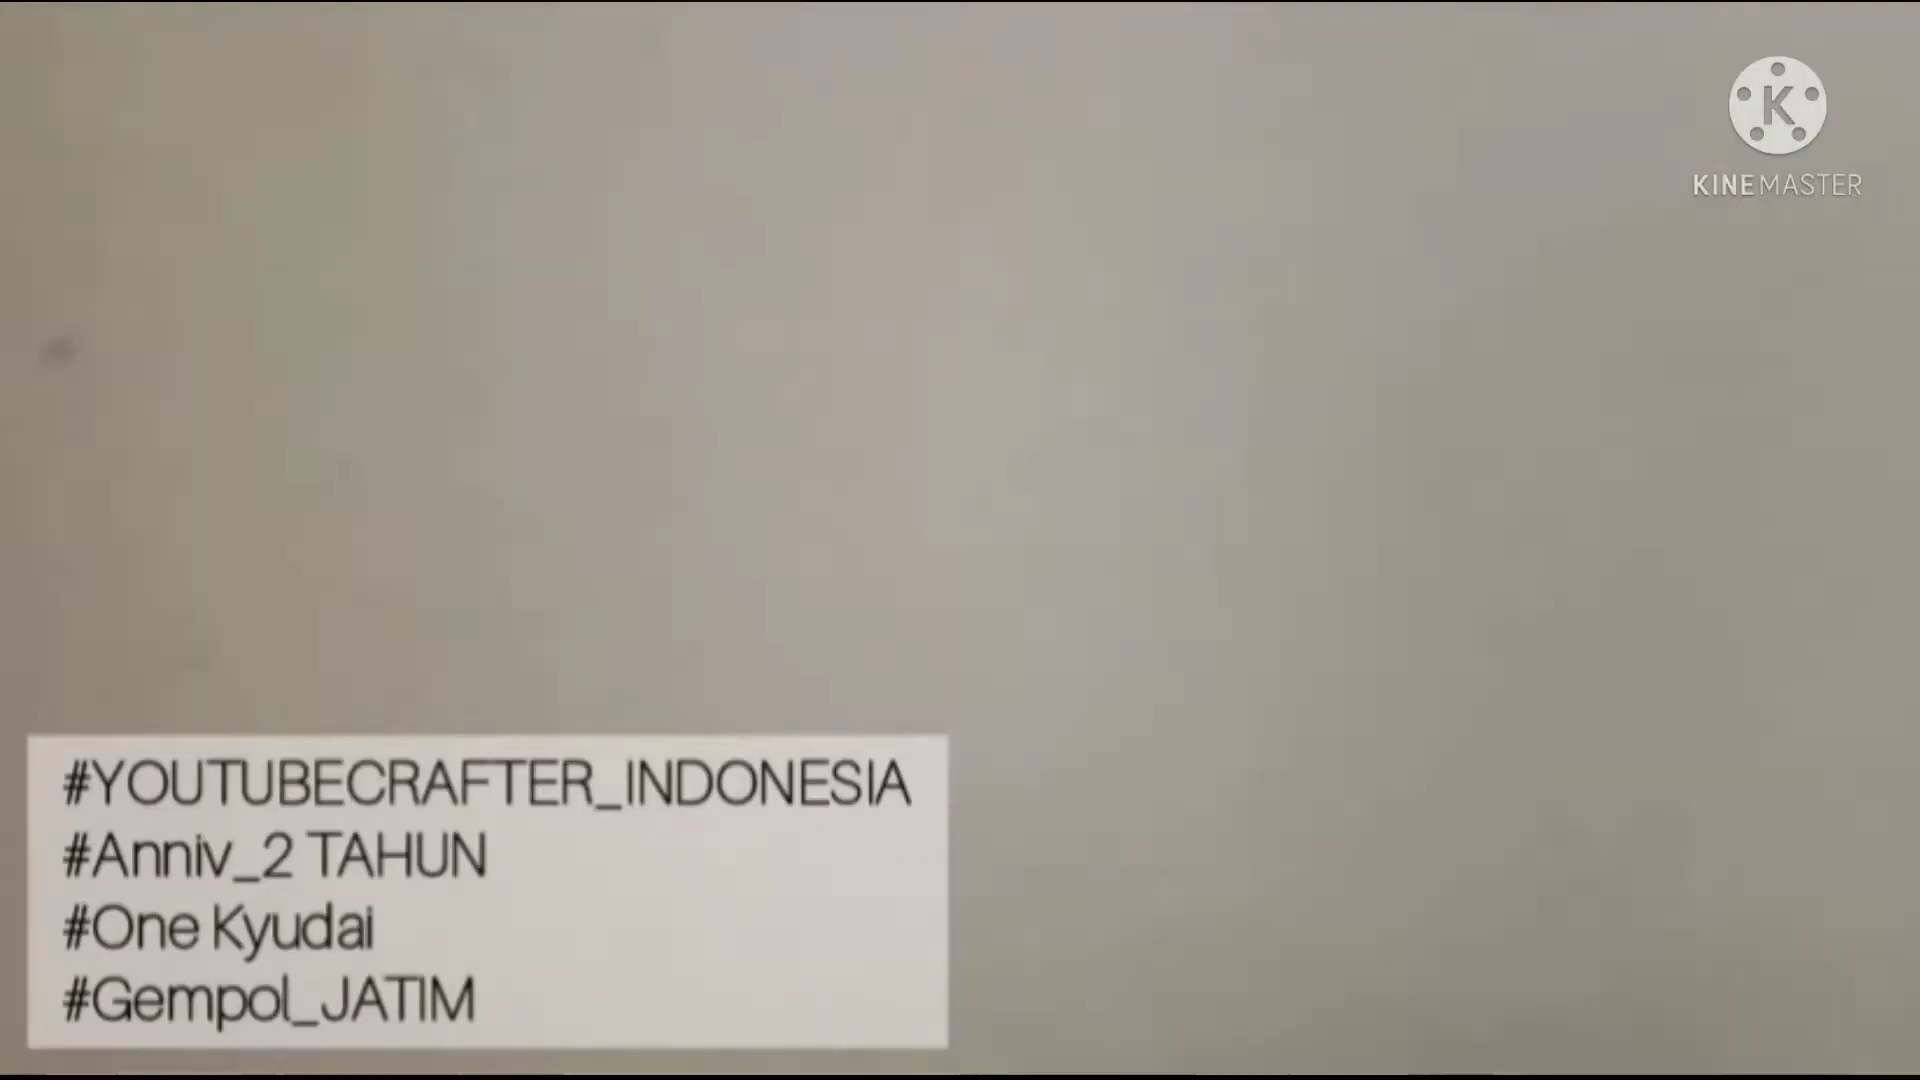 KINEMASTER
#YOUTUBECRAFTER_INDONESIA
#Anniv_2 TAHUN
#One Kyudai
#Gempol_JATIM